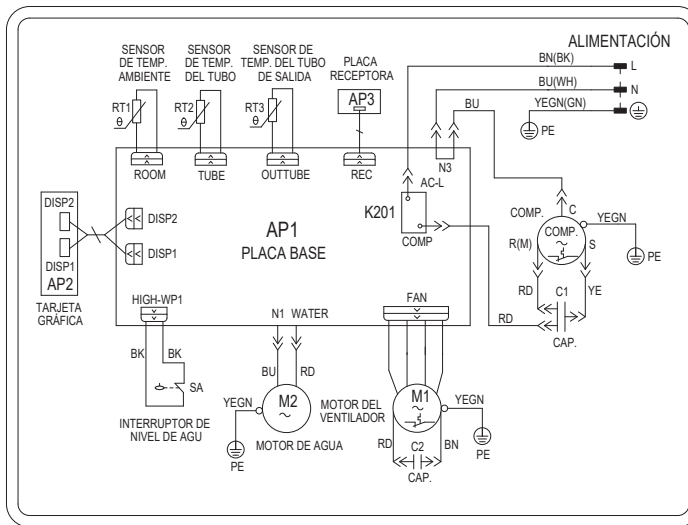 ALIMENTACIÓN
SENSOR
DE TEMP.
AMBIENTE
SENSOR
DE TEMP.
DEL TUBO
SENSOR DE
TEMP. DEL TUBO
DE SALIDA
PLACA
RECEPTORA
BN(BK)
L
BU(WH)
N
BU
YEGN(GN)
PE
RT1
θ
RT2
θ
RT3
θ
AP3
ROOM
TUBE
OUTTUBE
REC
N3
AC-L
K201
COMP
DISP2
DISP1
AP2
TARJETA
GRÁFICA
DISP2
DISP1
AP1
PLACA BASE
COMP.
C
YEGN
COMP.
R(M)
S
PE
RD
C1
YE
RD
CAP.
HIGH-WP1
N1
WATER
FAN
BK
BK
SA
INTERRUPTOR DE
NIVEL DE AGU
BU
RD
YEGN
M2
PE
MOTOR DE AGUA
MOTOR DEL
VENTILADOR
M1
YEGN
RD
C2
BN
CAP.
PE